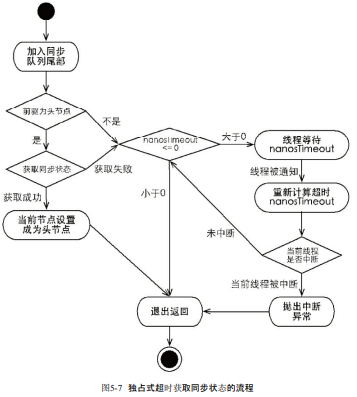 加入同步
队列尾部
前驱为头节点
不是
是
获取同步状态
获取失败
获取成功
当前节点设置
成为头节点
nanosTimeout
<= 0
大于0
线程等待
nanosTimeout
线程被通知
重新计算超时
nanosTimeout
未中断
小于0
当前线程
是否中断
当前线程被中断
抛出中断
异常
退出返回
图5-7 独占式超时获取同步状态的流程